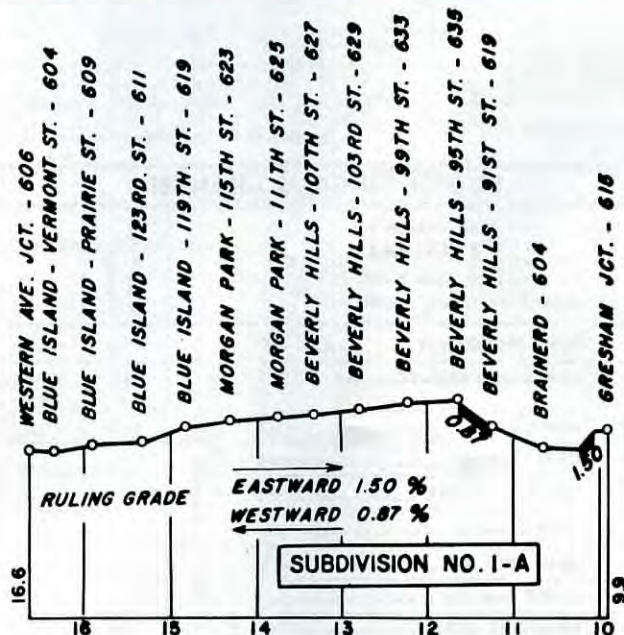 WESTERN AVE. JCT. - 606
BLUE ISLAND - VERMONT ST. - 604
BLUE ISLAND - PRAIRIE ST. - 609
BLUE ISLAND - 123RD ST. - 611
BLUE ISLAND - 119TH ST. - 619
MORGAN PARK - 115TH ST. - 623
MORGAN PARK - 111TH ST. - 625
BEVERLY HILLS - 107TH ST. - 627
BEVERLY HILLS - 103RD ST. - 629
BEVERLY HILLS - 99TH ST. - 633
BEVERLY HILLS - 95TH ST. - 635
BEVERLY HILLS - 91ST ST. - 619
BRAINERD - 604
GRESHAM JCT. - 618
0.87
1.50
RULING GRADE
EASTWARD 1.50 %
WESTWARD 0.87 %
SUBDIVISION NO. I-A
16.6
9.9
16 15 14 13 12 11 10